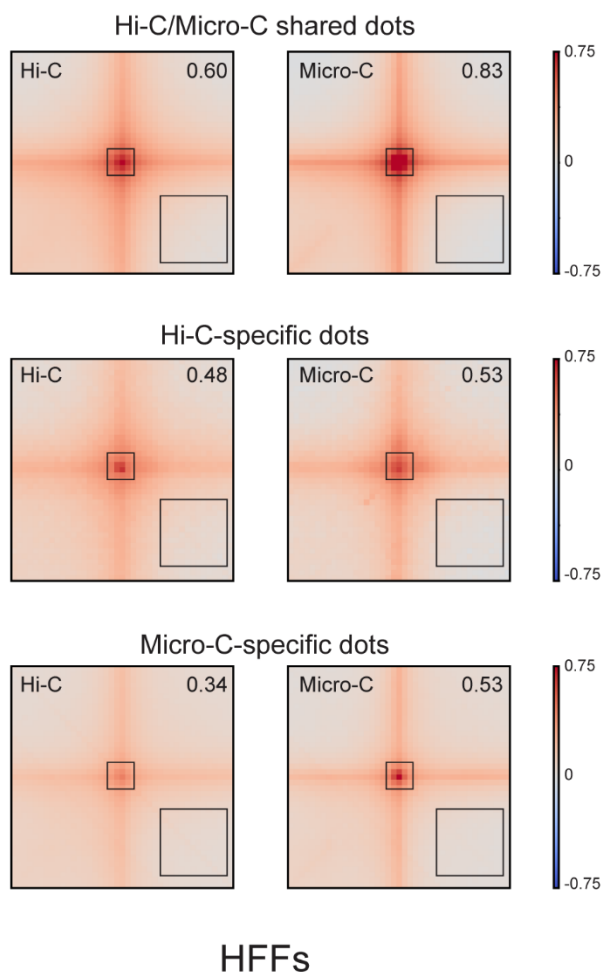 Hi-C/Micro-C shared dots
Hi-C 0.60 Micro-C 0.83 0.75
0
-0.75
Hi-C-specific dots
Hi-C 0.48 Micro-C 0.53 0.75
0
-0.75
Micro-C-specific dots
Hi-C 0.34 Micro-C 0.53 0.75
0
-0.75
HFFs